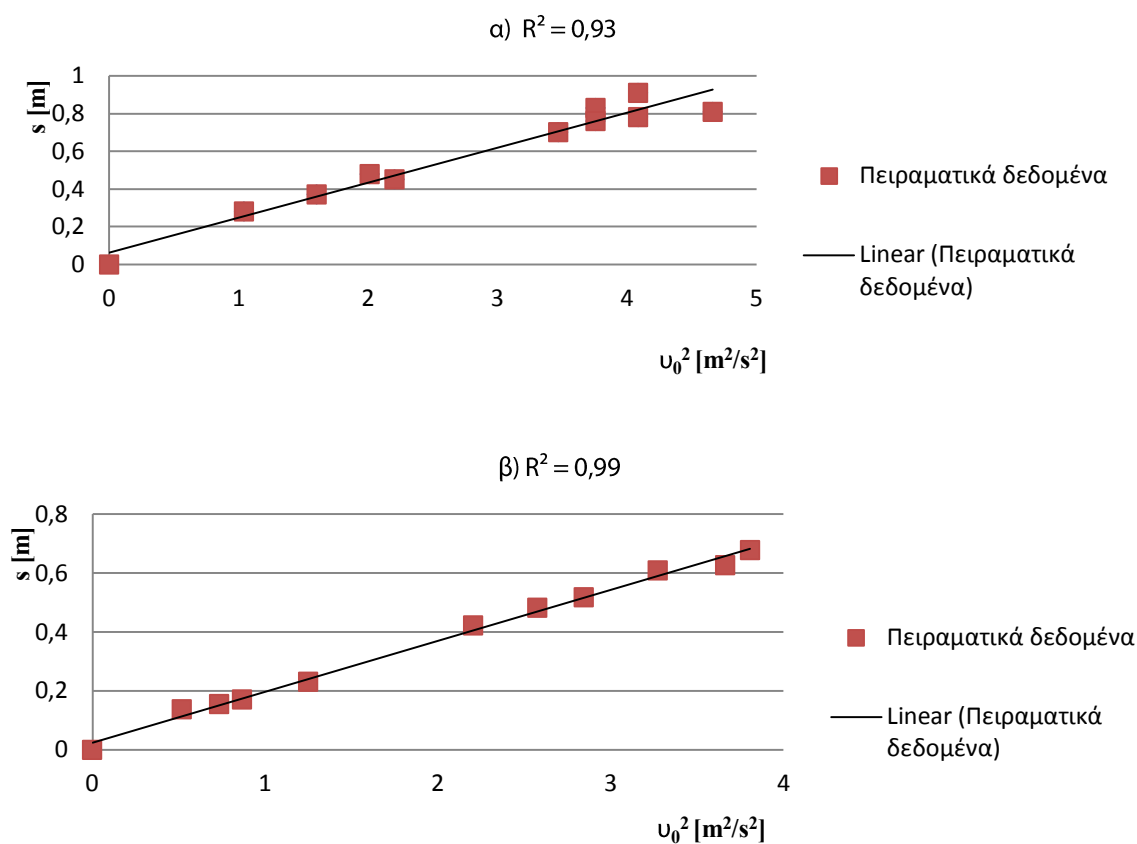 α) R² = 0,93
s [m]
1
0,8
0,6
0,4
0,2
0
0 1 2 3 4 5
υ₀² [m²/s²]
Πειραματικά δεδομένα
Linear (Πειραματικά
δεδομένα)
β) R² = 0,99
s [m]
0,8
0,6
0,4
0,2
0
0 1 2 3 4
υ₀² [m²/s²]
Πειραματικά δεδομένα
Linear (Πειραματικά
δεδομένα)